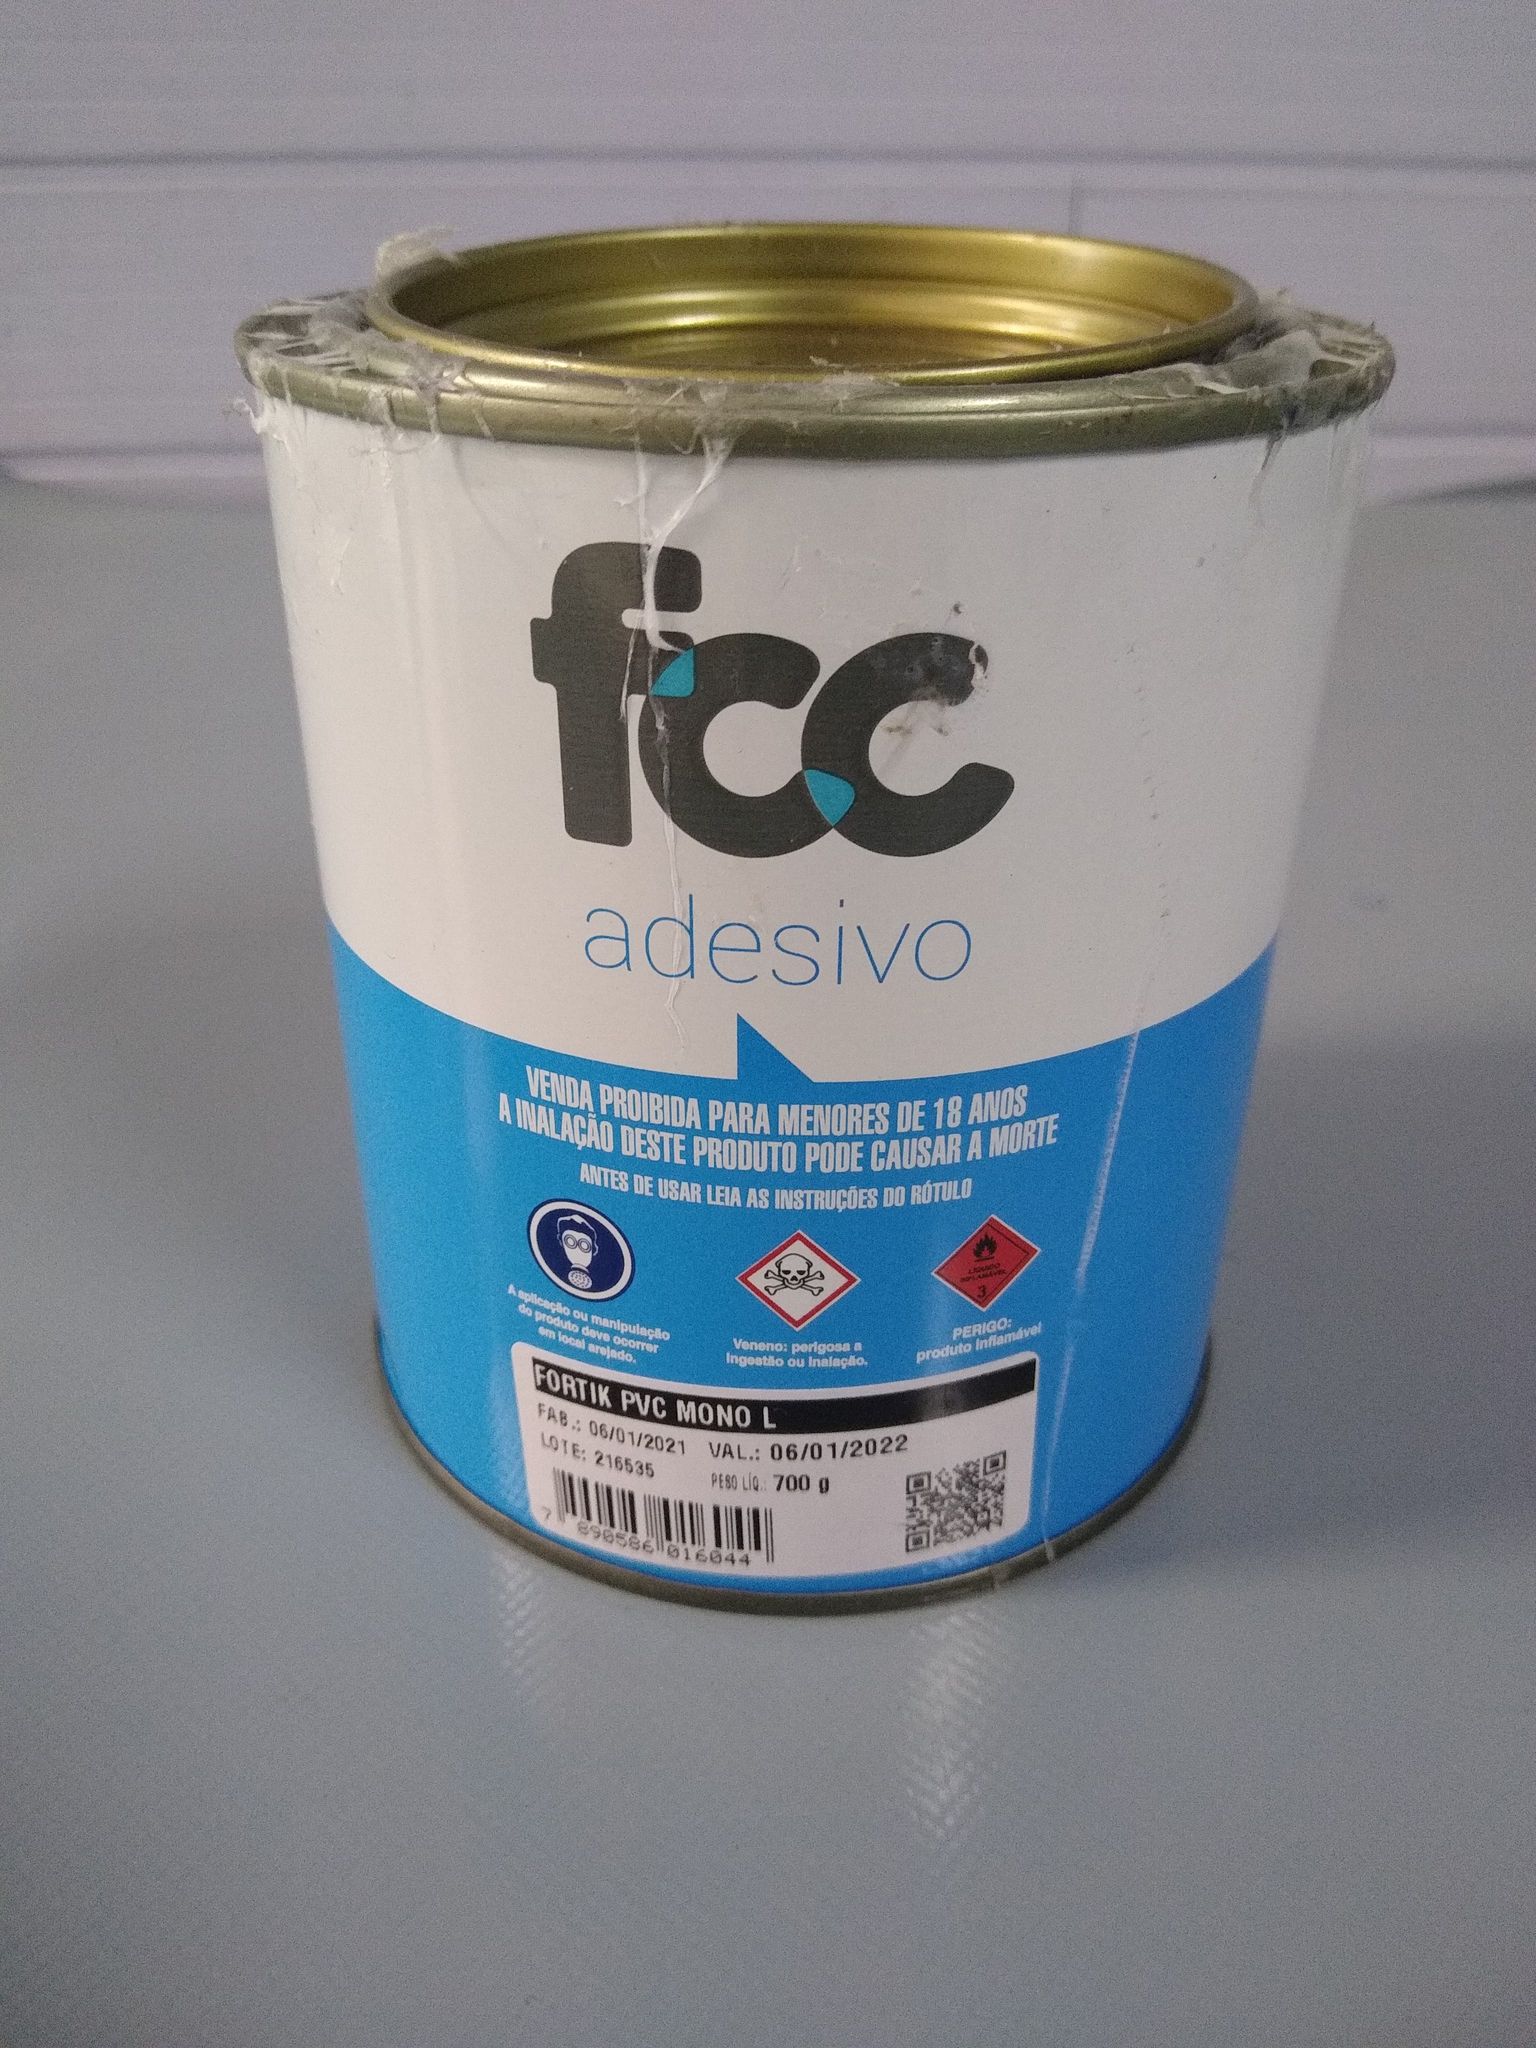 fcc
adesivo
VENDA PROIBIDA PARA MENORES DE 18 ANOS
A INALAÇÃO DESTE PRODUTO PODE CAUSAR A MORTE
ANTES DE USAR LEIA AS INSTRUÇÕES DO RÓTULO
A aplicação ou manipulação
do produto deve ocorrer
em local arejado.
Veneno: perigosa a
ingestão ou inalação.
LÍQUIDO
INFLAMÁVEL
3
PERIGO:
produto inflamável
FORTIK PVC MONO L
FAB.: 06/01/2021 VAL.: 06/01/2022
LOTE: 216535 PESO LÍQ.: 700 g
7 890586 016044